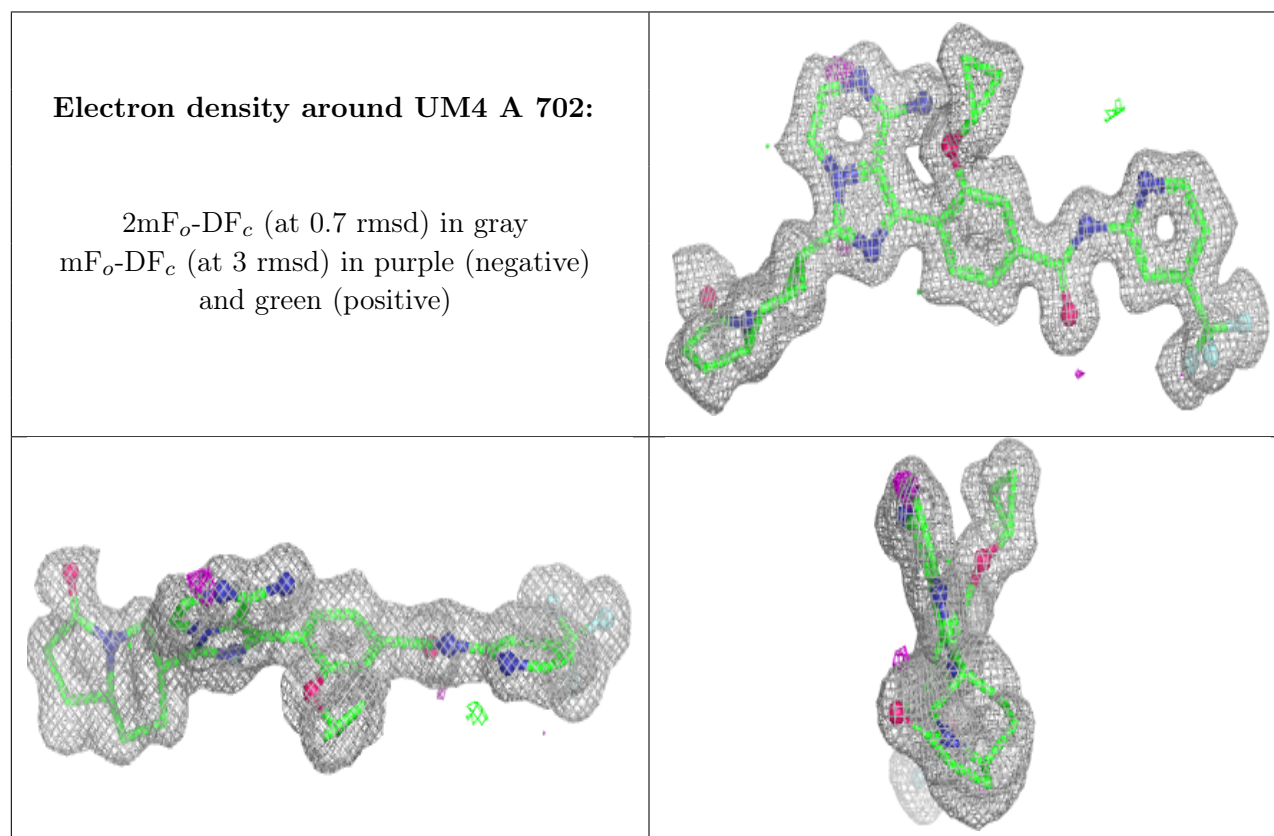 Electron density around UM4 A 702:
2mFo-DFc (at 0.7 rmsd) in gray
mFo-DFc (at 3 rmsd) in purple (negative)
and green (positive)